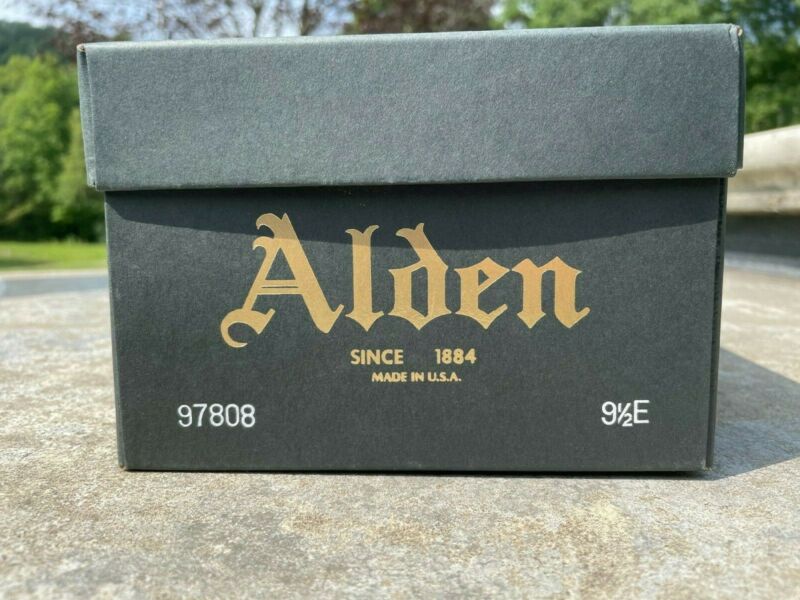 Alden
SINCE 1884
MADE IN U.S.A.
97808 9½E